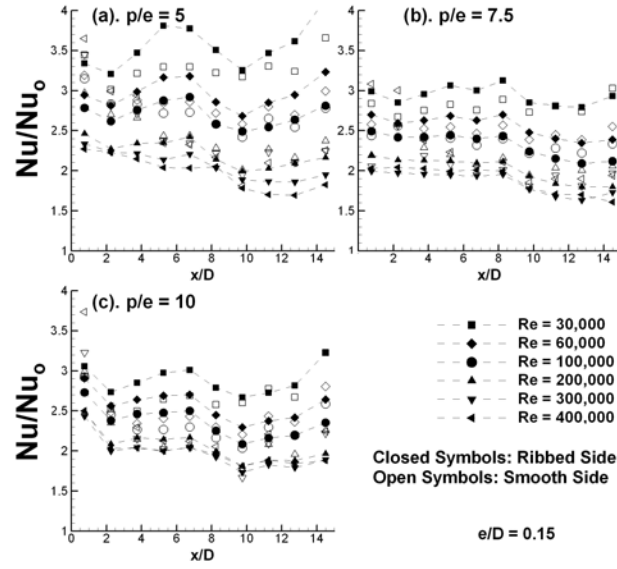 (a). p/e = 5
(b). p/e = 7.5
Nu/Nuo
4
3.5
3
2.5
2
1.5
1
0 2 4 6 8 10 12 14
x/D
4
3.5
3
2.5
2
1.5
1
2 4 6 8 10 12 14
x/D
(c). p/e = 10
Nu/Nuo
4
3.5
3
2.5
2
1.5
1
0 2 4 6 8 10 12 14
x/D
Re = 30,000
Re = 60,000
Re = 100,000
Re = 200,000
Re = 300,000
Re = 400,000
Closed Symbols: Ribbed Side
Open Symbols: Smooth Side
e/D = 0.15